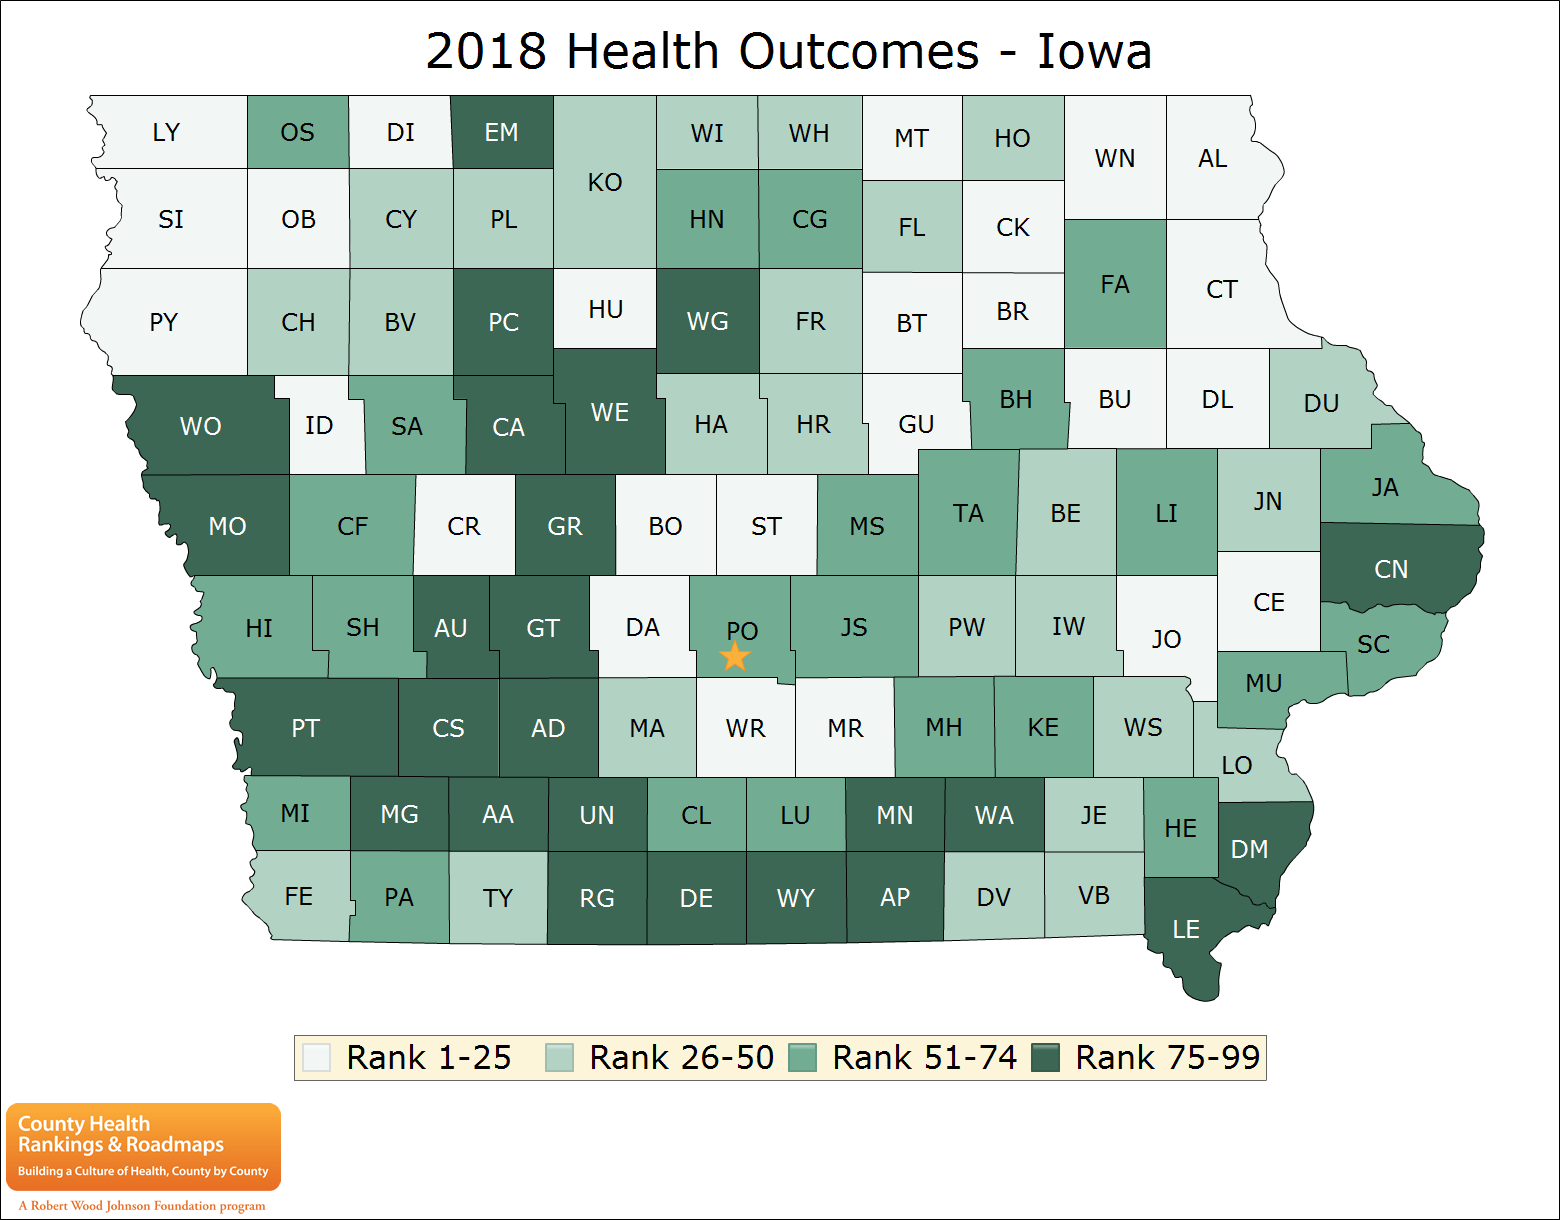 2018 Health Outcomes - Iowa
LY OS DI EM KO WI WH MT HO WN AL
SI OB CY PL HN CG FL CK
PY CH BV PC HU WG FR BT BR FA CT
WO ID SA CA WE HA HR GU BH BU DL DU
MO CF CR GR BO ST MS TA BE LI JN JA
CN
HI SH AU GT DA PO JS PW IW JO CE SC
MU
PT CS AD MA WR MR MH KE WS LO
MI MG AA UN CL LU MN WA JE HE DM
FE PA TY RG DE WY AP DV VB LE
Rank 1-25 Rank 26-50 Rank 51-74 Rank 75-99
County Health
Rankings & Roadmaps
Building a Culture of Health, County by County
A Robert Wood Johnson Foundation program